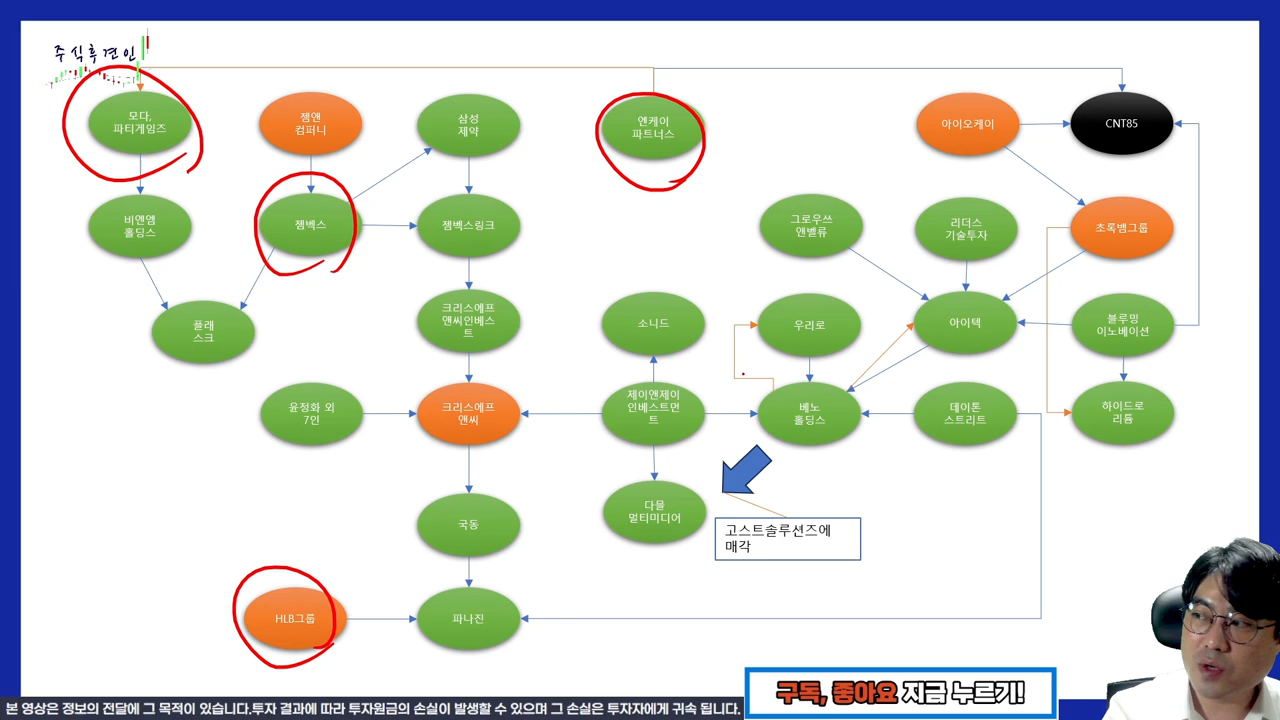 주식후견인
모다,
파티게임즈
젬앤
컴퍼니
삼성
제약
엔케이
파트너스
아이오케이
CNT85
비앤엠
홀딩스
젬벡스
젬벡스링크
그로우쓰
앤밸류
리더스
기술투자
초록뱀그룹
플래
스크
크리스에프
앤씨인베스
트
소니드
우리로
아이텍
블루밍
이노베이션
윤정화 외
7인
크리스에프
앤씨
제이앤제이
인베스트먼
트
베노
홀딩스
데이톤
스트리트
하이드로
리튬
국동
다믈
멀티미디어
고스트솔루션즈에
매각
HLB그룹
파나진
구독, 좋아요 지금 누르기!
본 영상은 정보의 전달에 그 목적이 있습니다.투자 결과에 따라 투자원금의 손실이 발생할 수 있으며 그 손실은 투자자에게 귀속 됩니다.